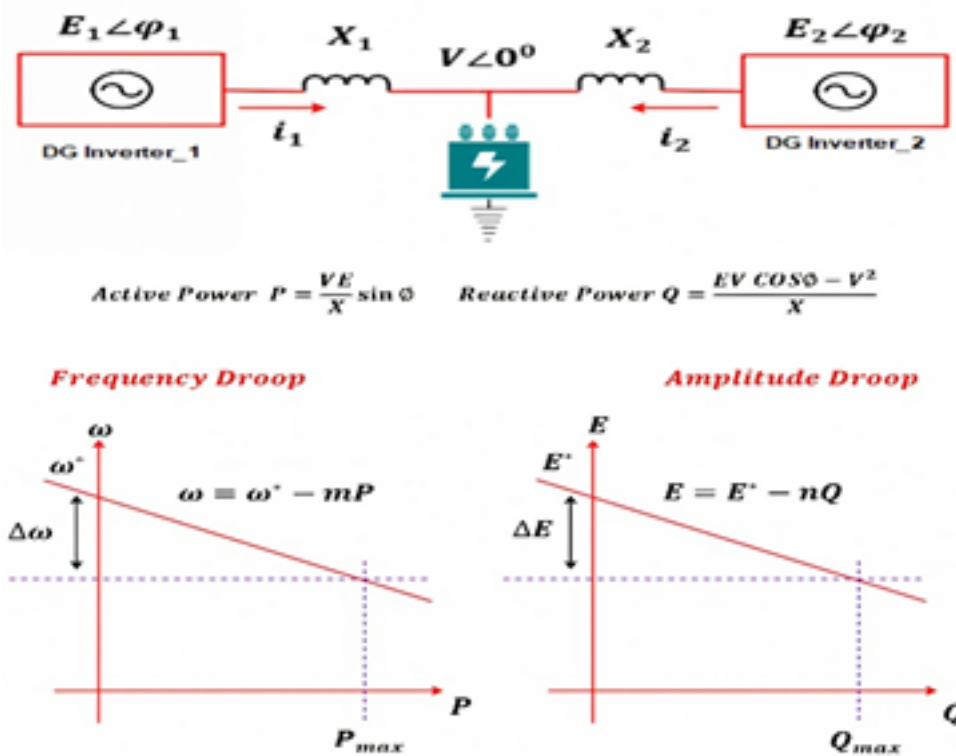 E₁∠φ₁ X₁ V∠0⁰ X₂ E₂∠φ₂
i₁ i₂
DG Inverter_1 DG Inverter_2
Active Power P = VE/X sin ∅ Reactive Power Q = EV COS∅ − V²/X
Frequency Droop Amplitude Droop
ω E
ω* E*
ω = ω* − mP E = E* − nQ
Δω ΔE
P Q
Pmax Qmax